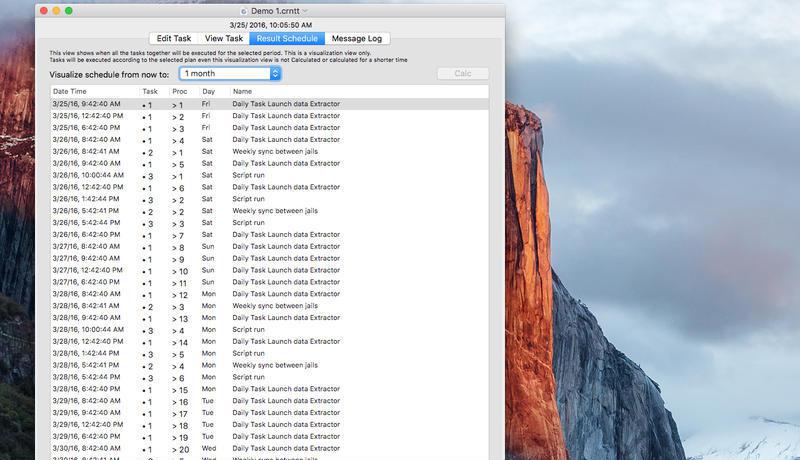 Demo 1.crntt
3/25/ 2016, 10:05:50 AM
Edit Task View Task Result Schedule Message Log
This view shows when all the tasks together will be executed for the selected period. This is a visualization view only.
Tasks will be executed according to the selected plan even this visualization view is not Calculated or calculated for a shorter time
Visualize schedule from now to: 1 month Calc
Date Time Task Proc Day Name
3/25/16, 9:42:40 AM • 1 > 1 Fri Daily Task Launch data Extractor
3/25/16, 12:42:40 PM • 1 > 2 Fri Daily Task Launch data Extractor
3/25/16, 6:42:40 PM • 1 > 3 Fri Daily Task Launch data Extractor
3/26/16, 8:42:40 AM • 1 > 4 Sat Daily Task Launch data Extractor
3/26/16, 8:42:41 AM • 2 > 1 Sat Weekly sync between jails
3/26/16, 9:42:40 AM • 1 > 5 Sat Daily Task Launch data Extractor
3/26/16, 10:00:44 AM • 3 > 1 Sat Script run
3/26/16, 12:42:40 PM • 1 > 6 Sat Daily Task Launch data Extractor
3/26/16, 1:42:44 PM • 3 > 2 Sat Script run
3/26/16, 5:42:41 PM • 2 > 2 Sat Weekly sync between jails
3/26/16, 5:42:44 PM • 3 > 3 Sat Script run
3/26/16, 6:42:40 PM • 1 > 7 Sat Daily Task Launch data Extractor
3/27/16, 8:42:40 AM • 1 > 8 Sun Daily Task Launch data Extractor
3/27/16, 9:42:40 AM • 1 > 9 Sun Daily Task Launch data Extractor
3/27/16, 12:42:40 PM • 1 > 10 Sun Daily Task Launch data Extractor
3/27/16, 6:42:40 PM • 1 > 11 Sun Daily Task Launch data Extractor
3/28/16, 8:42:40 AM • 1 > 12 Mon Daily Task Launch data Extractor
3/28/16, 8:42:41 AM • 2 > 3 Mon Weekly sync between jails
3/28/16, 9:42:40 AM • 1 > 13 Mon Daily Task Launch data Extractor
3/28/16, 10:00:44 AM • 3 > 4 Mon Script run
3/28/16, 12:42:40 PM • 1 > 14 Mon Daily Task Launch data Extractor
3/28/16, 1:42:44 PM • 3 > 5 Mon Script run
3/28/16, 5:42:41 PM • 2 > 4 Mon Weekly sync between jails
3/28/16, 5:42:44 PM • 3 > 6 Mon Script run
3/28/16, 6:42:40 PM • 1 > 15 Mon Daily Task Launch data Extractor
3/29/16, 8:42:40 AM • 1 > 16 Tue Daily Task Launch data Extractor
3/29/16, 9:42:40 AM • 1 > 17 Tue Daily Task Launch data Extractor
3/29/16, 12:42:40 PM • 1 > 18 Tue Daily Task Launch data Extractor
3/29/16, 6:42:40 PM • 1 > 19 Tue Daily Task Launch data Extractor
3/30/16, 8:42:40 AM • 1 > 20 Wed Daily Task Launch data Extractor